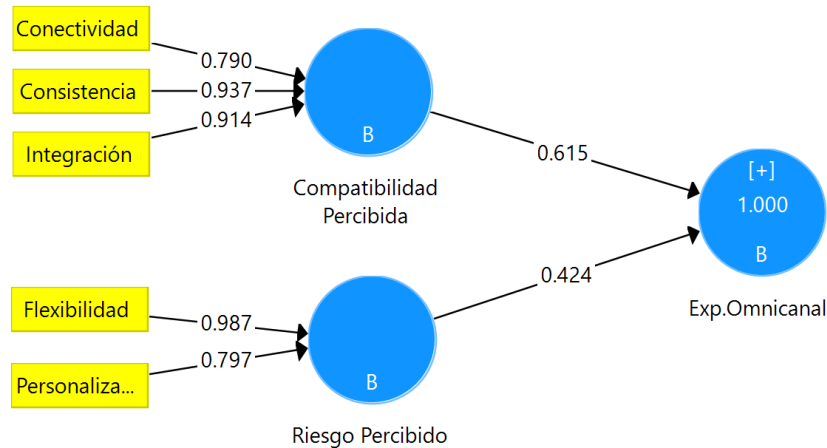 Conectividad
0.790
Consistencia
0.937
Integración
0.914
B
Compatibilidad
Percibida
0.615
[+]
1.000
B
Exp.Omnicanal
Flexibilidad
0.987
Personaliza...
0.797
B
Riesgo Percibido
0.424